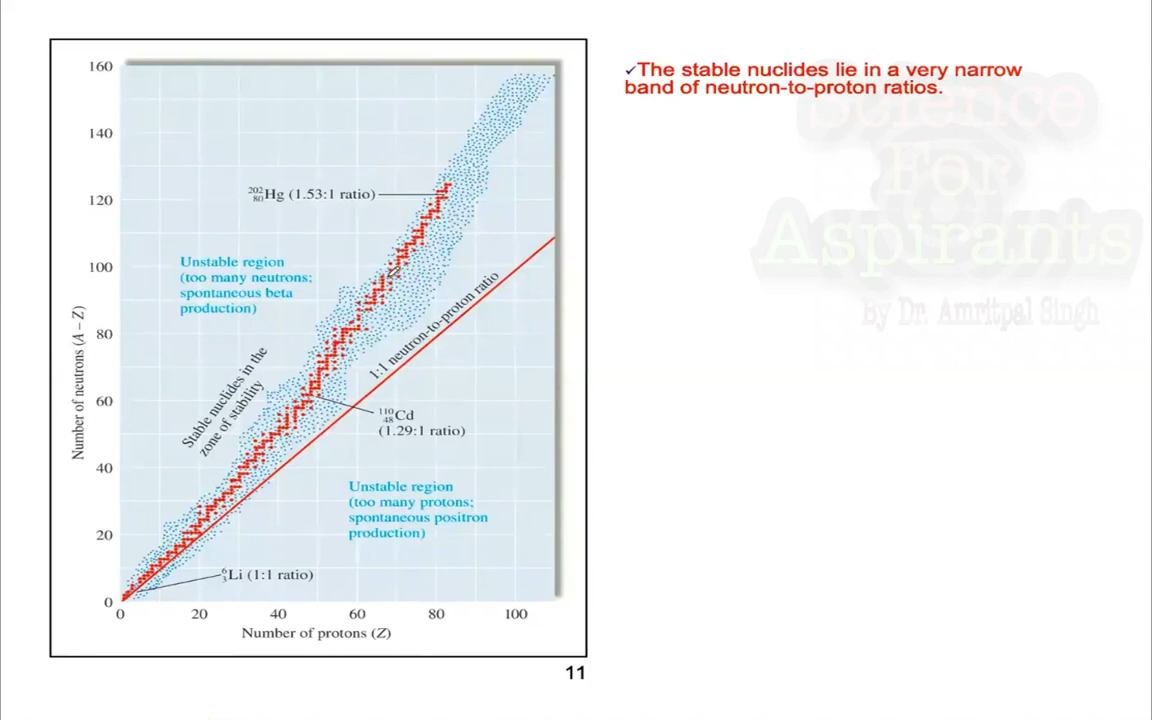 160
140
120
100
80
60
40
20
0
0 20 40 60 80 100
Number of neutrons (A – Z)
Number of protons (Z)
²⁰²₈₀Hg (1.53:1 ratio)
Unstable region
(too many neutrons;
spontaneous beta
production)
1:1 neutron-to-proton ratio
Stable nuclides in the
zone of stability
¹¹⁰₄₈Cd
(1.29:1 ratio)
Unstable region
(too many protons;
spontaneous positron
production)
⁶₃Li (1:1 ratio)
11
✓The stable nuclides lie in a very narrow
band of neutron-to-proton ratios.
Science
For
Aspirants
By Dr. Amritpal Singh